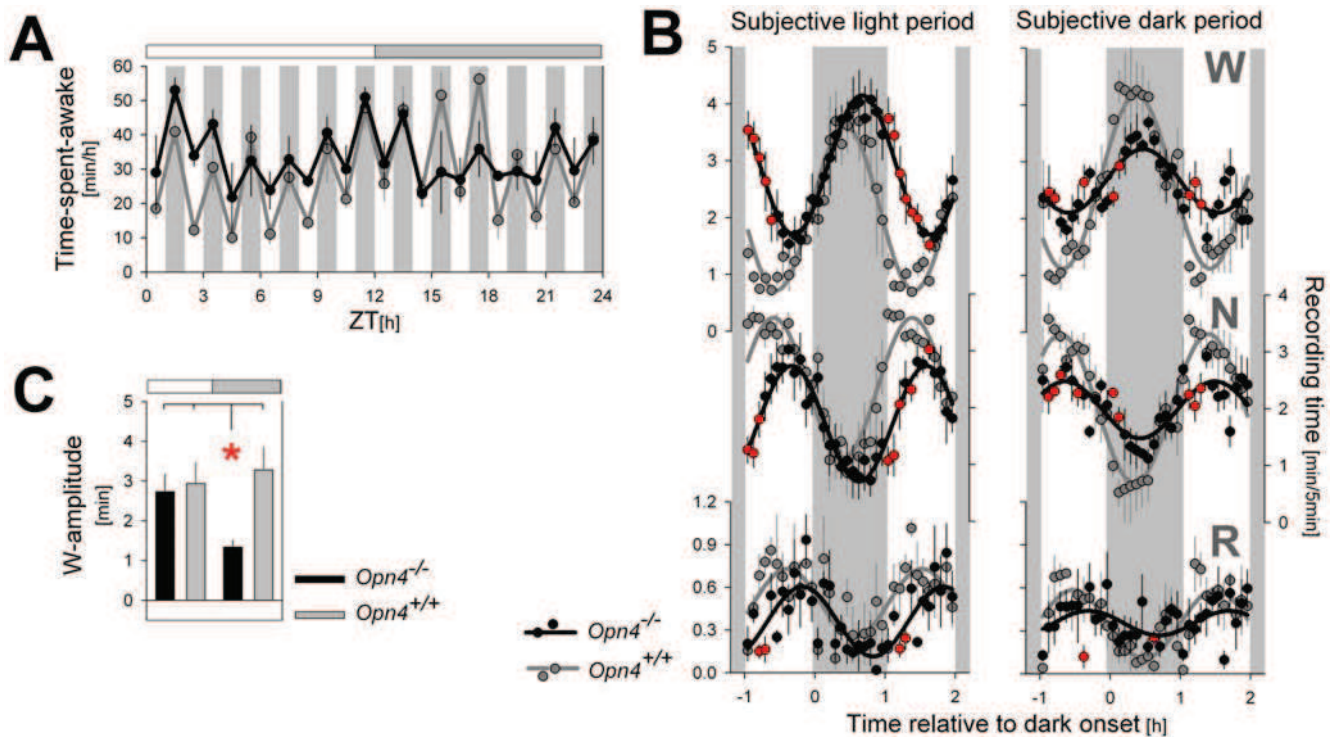 A
Time-spent-awake
[min/h]
60
50
40
30
20
10
0
0 3 6 9 12 15 18 21 24
ZT[h]
B
Subjective light period
Subjective dark period
W
5
4
3
2
1
0
N
4
3
2
1
0
Recording time [min/5min]
R
1.2
0.9
0.6
0.3
0.0
-1 0 1 2
-1 0 1 2
Time relative to dark onset[h]
C
W-amplitude
[min]
5
4
3
2
1
0
*
Opn4-/-
Opn4+/+
Opn4-/-
Opn4+/+